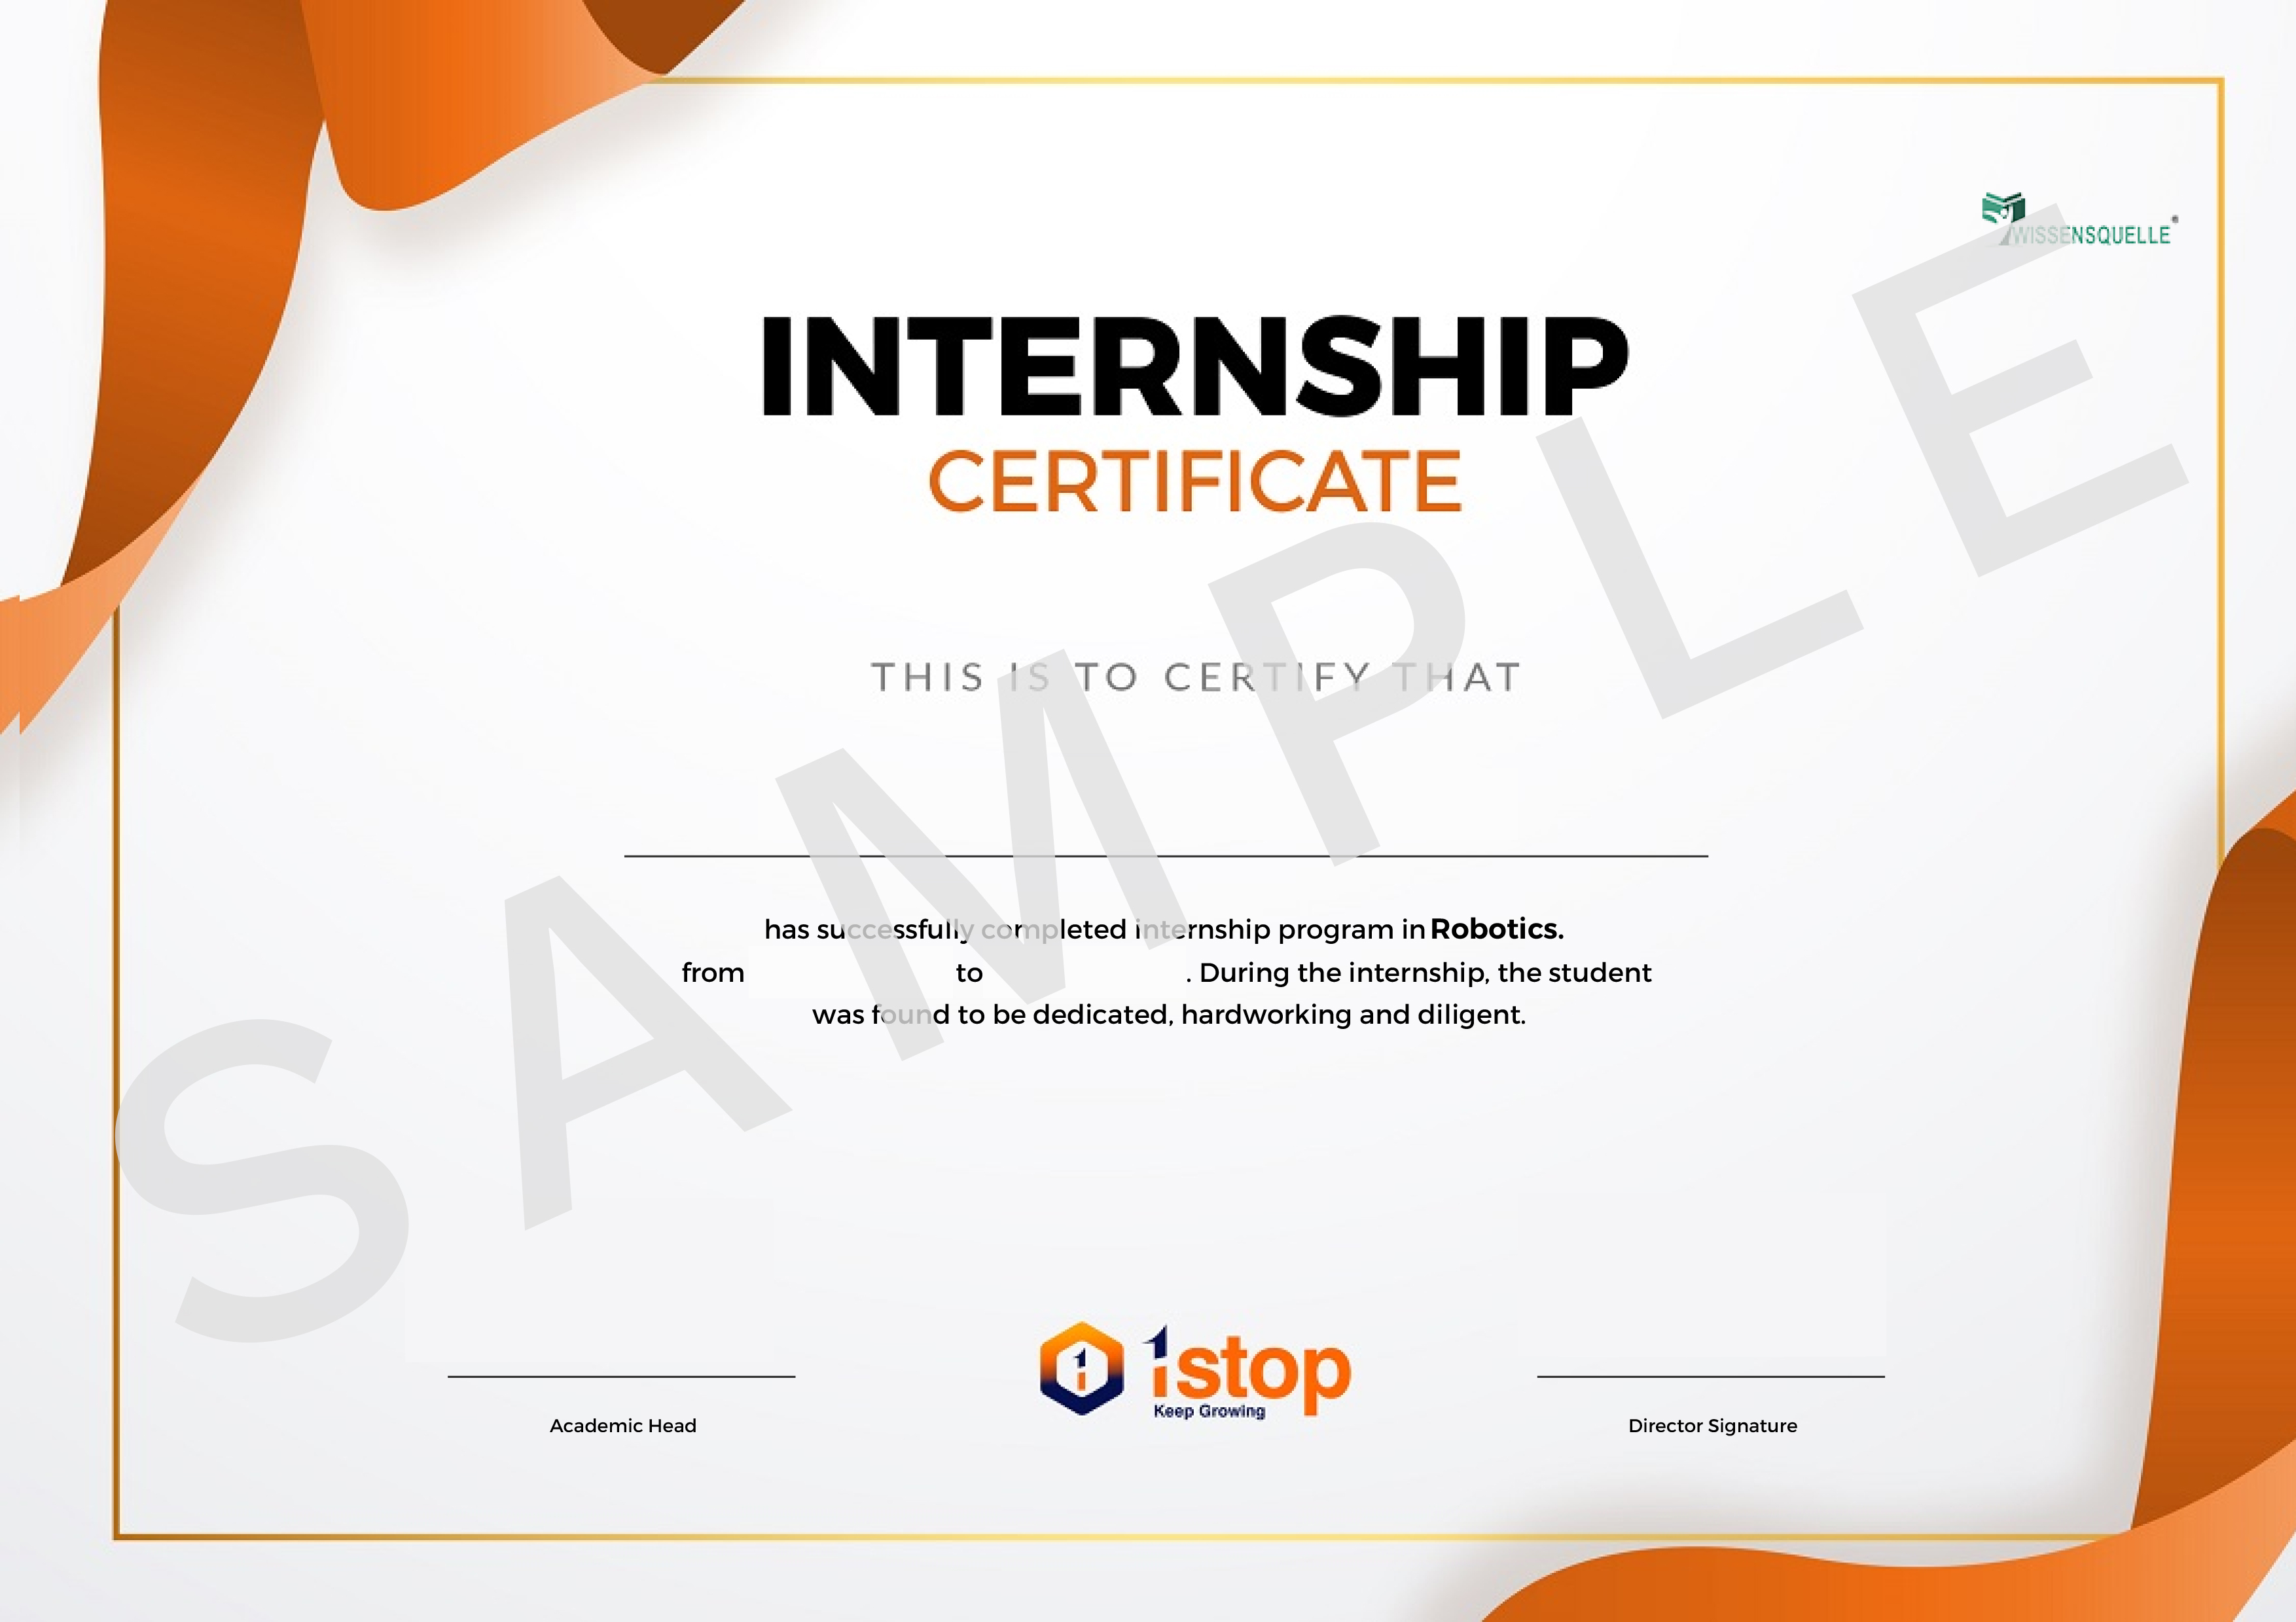 WISSENSQUELLE®
INTERNSHIP
CERTIFICATE
THIS IS TO CERTIFY THAT
has successfully completed internship program in Robotics.
from to . During the internship, the student
was found to be dedicated, hardworking and diligent.
SAMPLE
1stop
Keep Growing
Academic Head
Director Signature